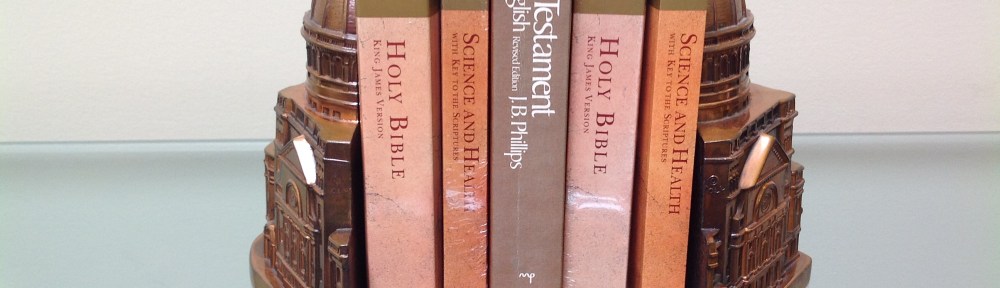 HOLY BIBLE
KING JAMES VERSION
SCIENCE AND HEALTH
WITH KEY TO THE SCRIPTURES
Testament
glish Revised Edition J. B. Phillips
HOLY BIBLE
KING JAMES VERSION
SCIENCE AND HEALTH
WITH KEY TO THE SCRIPTURES